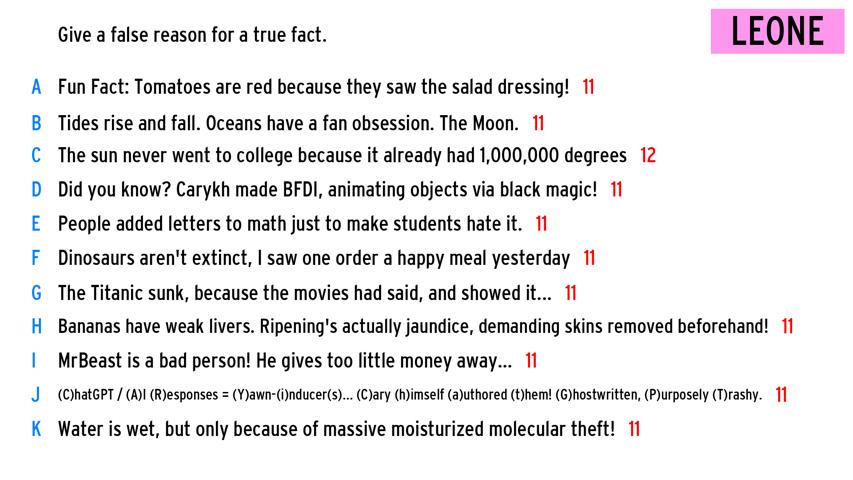 LEONE
Give a false reason for a true fact.
A Fun Fact: Tomatoes are red because they saw the salad dressing! 11
B Tides rise and fall. Oceans have a fan obsession. The Moon. 11
C The sun never went to college because it already had 1,000,000 degrees 12
D Did you know? Carykh made BFDI, animating objects via black magic! 11
E People added letters to math just to make students hate it. 11
F Dinosaurs aren't extinct, I saw one order a happy meal yesterday 11
G The Titanic sunk, because the movies had said, and showed it... 11
H Bananas have weak livers. Ripening's actually jaundice, demanding skins removed beforehand! 11
I MrBeast is a bad person! He gives too little money away... 11
J (C)hatGPT / (A)I (R)esponses = (Y)awn-(i)nducer(s)... (C)ary (h)imself (a)uthored (t)hem! (G)hostwritten, (P)urposely (T)rashy. 11
K Water is wet, but only because of massive moisturized molecular theft! 11